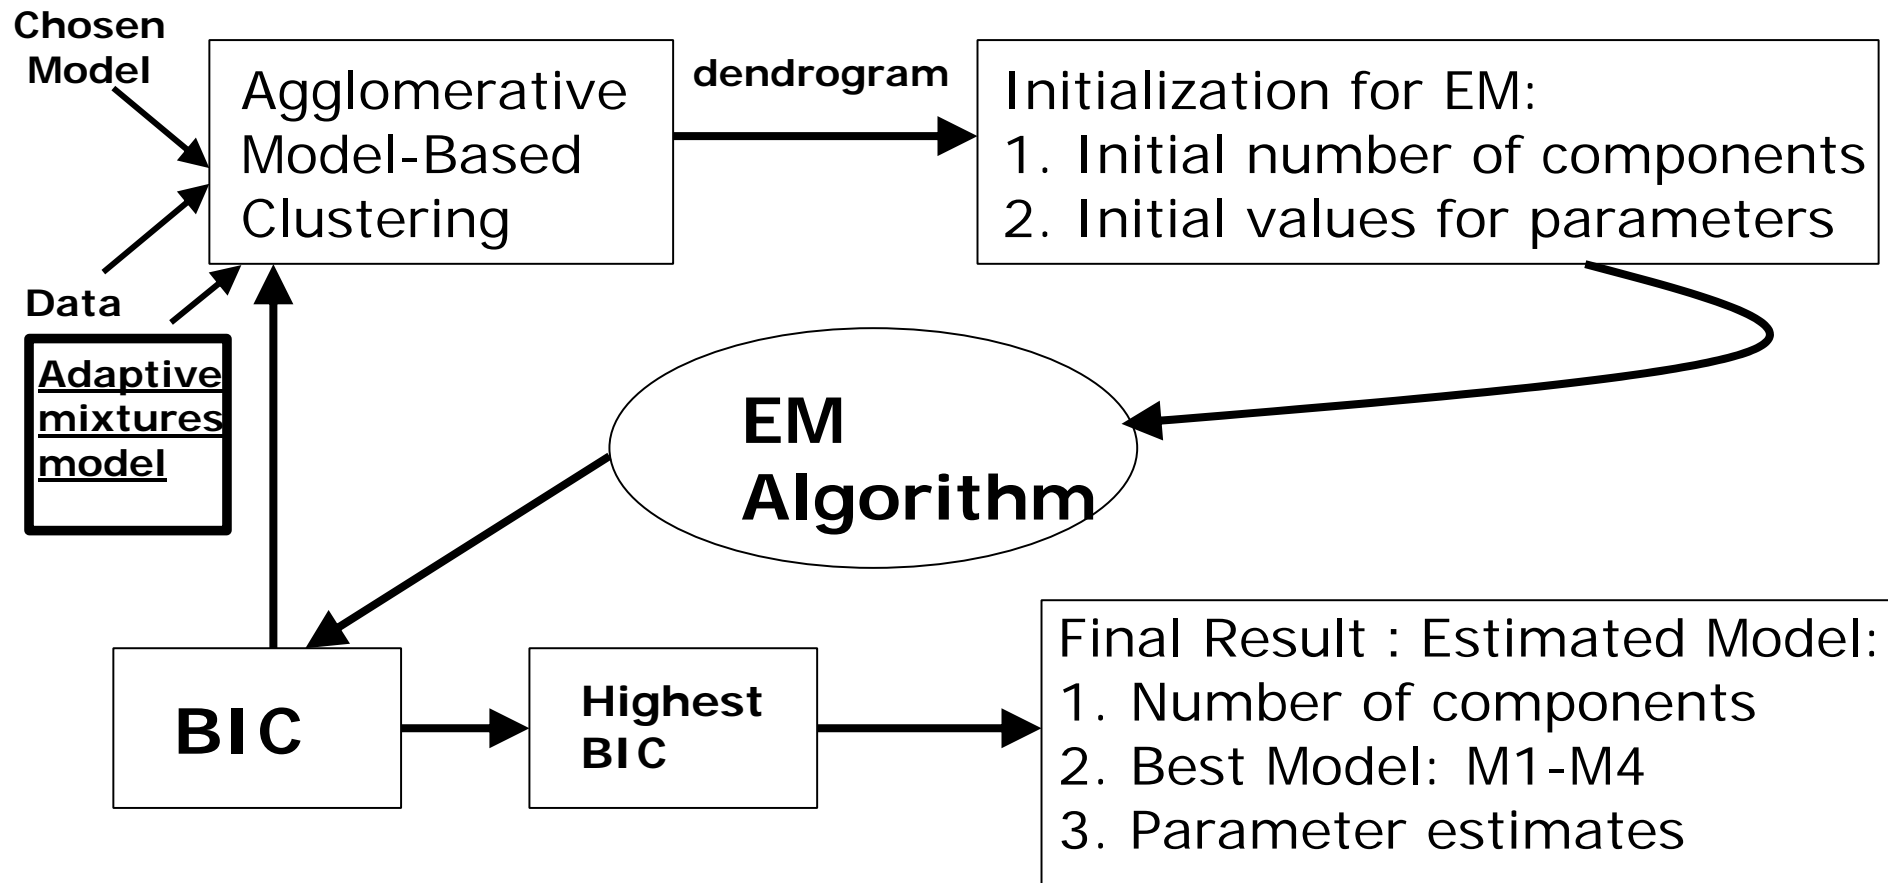 Chosen
Model
Agglomerative
Model-Based
Clustering
dendrogram
Initialization for EM:
1. Initial number of components
2. Initial values for parameters
Data
Adaptive
mixtures
model
EM
Algorithm
BIC
Highest
BIC
Final Result : Estimated Model:
1. Number of components
2. Best Model: M1-M4
3. Parameter estimates